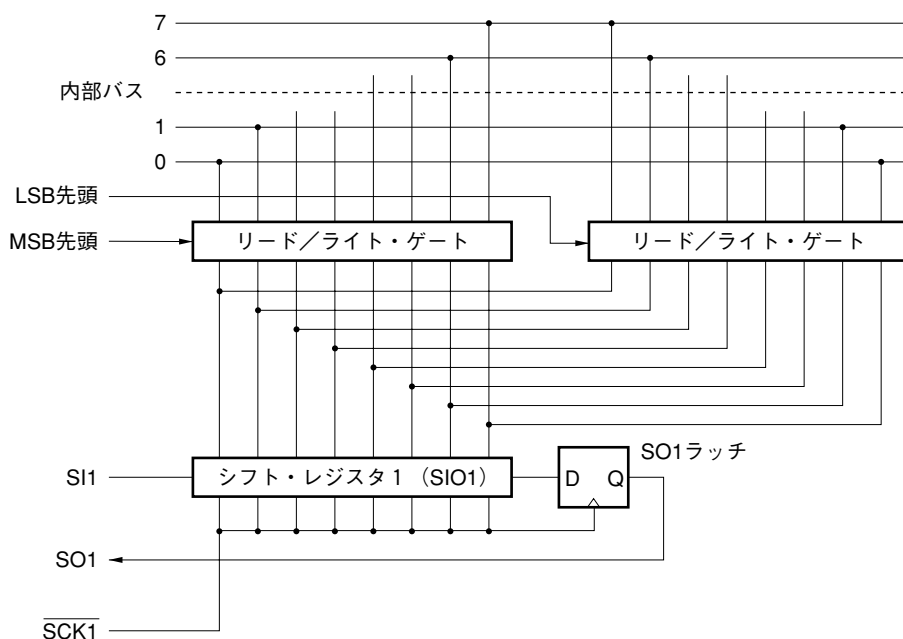 7
6
内部バス
1
0
LSB先頭
MSB先頭
リード／ライト・ゲート
リード／ライト・ゲート
SO1ラッチ
SI1
シフト・レジスタ１（SIO1）
D Q
SO1
SCK1